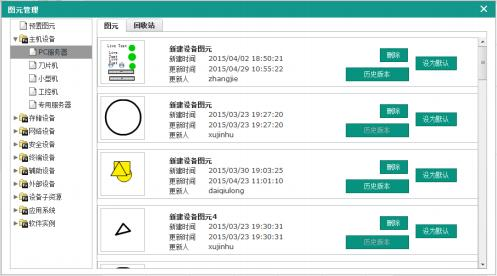 图元管理
预置图元
主机设备
PC服务器
刀片机
小型机
工控机
专用服务器
存储设备
网络设备
安全设备
终端设备
辅助设备
外部设备
设备子资源
应用系统
软件实例
图元 回收站
新建设备图元
新建时间 2015/04/02 18:50:21
更新时间 2015/04/29 10:55:22
更新人 zhangjie
删除
设为默认
历史版本
新建设备图元
新建时间 2015/03/23 19:27:20
更新时间 2015/03/23 19:27:20
更新人 xujinhu
删除
设为默认
历史版本
新建设备图元
新建时间 2015/03/30 19:03:25
更新时间 2015/04/23 11:01:10
更新人 daiqiulong
删除
设为默认
历史版本
新建设备图元4
新建时间 2015/03/23 19:30:31
更新时间 2015/03/23 19:30:31
更新人 xujinhu
删除
设为默认
历史版本